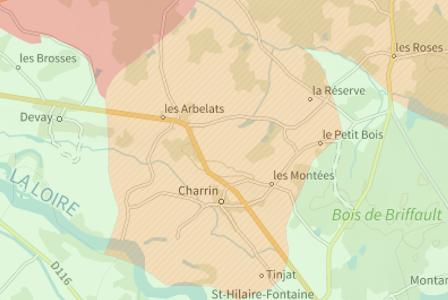 les Roses
les Brosses
la Réserve
les Arbelats
Devay
le Petit Bois
les Montées
Charrin
LA LOIRE
Bois de Briffault
D116
Tinjat
Montar
St-Hilaire-Fontaine